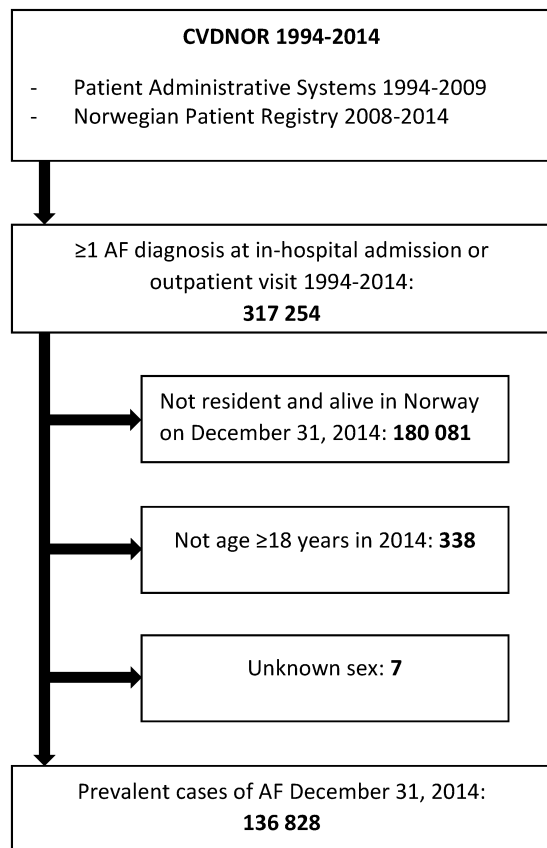 CVDNOR 1994-2014
- Patient Administrative Systems 1994-2009
- Norwegian Patient Registry 2008-2014
≥1 AF diagnosis at in-hospital admission or
outpatient visit 1994-2014:
317 254
Not resident and alive in Norway
on December 31, 2014: 180 081
Not age ≥18 years in 2014: 338
Unknown sex: 7
Prevalent cases of AF December 31, 2014:
136 828